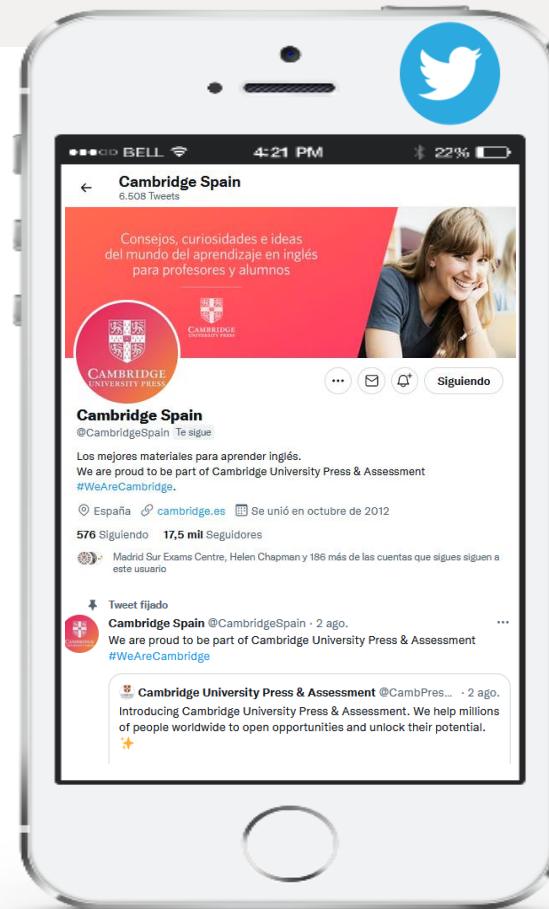 BELL 4:21 PM 22%
Cambridge Spain
6.508 Tweets
Consejos, curiosidades e ideas
del mundo del aprendizaje en inglés
para profesores y alumnos
CAMBRIDGE
UNIVERSITY PRESS
CAMBRIDGE
UNIVERSITY PRESS
Siguiendo
Cambridge Spain
@CambridgeSpain Te sigue
Los mejores materiales para aprender inglés.
We are proud to be part of Cambridge University Press & Assessment
#WeAreCambridge.
España cambridge.es Se unió en octubre de 2012
576 Siguiendo 17,5 mil Seguidores
Madrid Sur Exams Centre, Helen Chapman y 186 más de las cuentas que sigues siguen a
este usuario
Tweet fijado
Cambridge Spain @CambridgeSpain · 2 ago.
We are proud to be part of Cambridge University Press & Assessment
#WeAreCambridge
Cambridge University Press & Assessment @CambPres... · 2 ago.
Introducing Cambridge University Press & Assessment. We help millions
of people worldwide to open opportunities and unlock their potential.